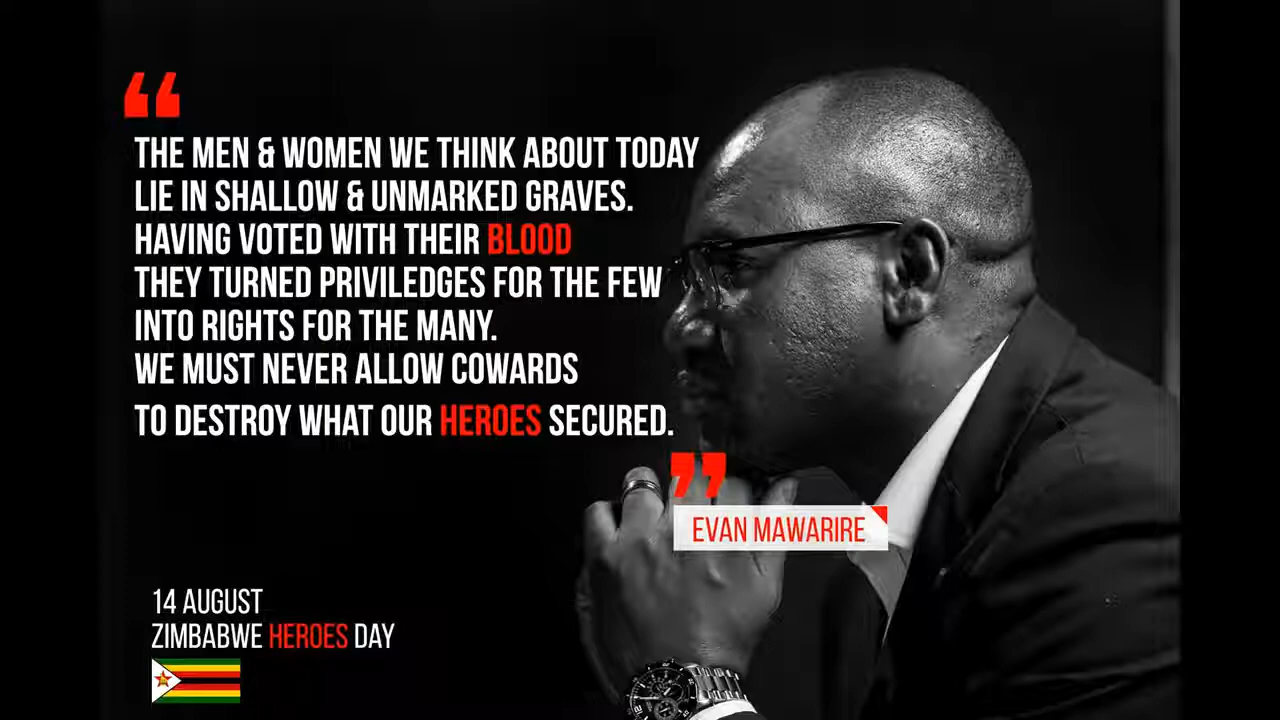 “
THE MEN & WOMEN WE THINK ABOUT TODAY
LIE IN SHALLOW & UNMARKED GRAVES.
HAVING VOTED WITH THEIR BLOOD
THEY TURNED PRIVILEDGES FOR THE FEW
INTO RIGHTS FOR THE MANY.
WE MUST NEVER ALLOW COWARDS
TO DESTROY WHAT OUR HEROES SECURED.
”
EVAN MAWARIRE
14 AUGUST
ZIMBABWE HEROES DAY